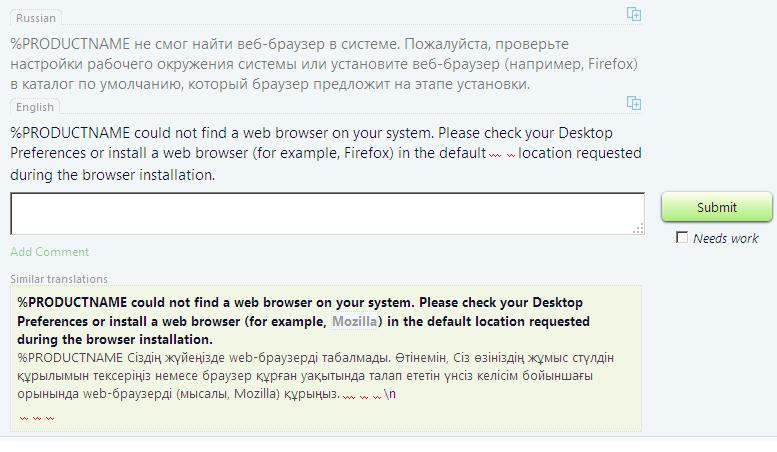 Russian
%PRODUCTNAME не смог найти веб-браузер в системе. Пожалуйста, проверьте
настройки рабочего окружения системы или установите веб-браузер (например, Firefox)
в каталог по умолчанию, который браузер предложит на этапе установки.
English
%PRODUCTNAME could not find a web browser on your system. Please check your Desktop
Preferences or install a web browser (for example, Firefox) in the default location requested
during the browser installation.
Submit
Needs work
Add Comment
Similar translations
%PRODUCTNAME could not find a web browser on your system. Please check your Desktop
Preferences or install a web browser (for example, Mozilla) in the default location requested
during the browser installation.
%PRODUCTNAME Сіздің жүйеңізде web-браузерді табалмады. Өтінемін, Сіз өзініздің жұмыс стүлдін
құрылымын тексеріңіз немесе браузер құрған уақытында талап ететін үнсіз келісім бойыншағы
орынында web-браузерді (мысалы, Mozilla) құрыңыз. \n